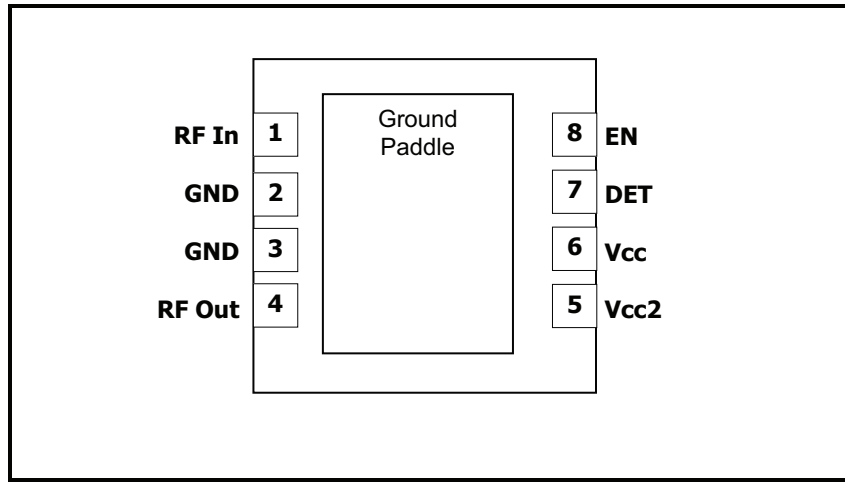 Ground
Paddle
RF In 1
GND 2
GND 3
RF Out 4
8 EN
7 DET
6 Vcc
5 Vcc2